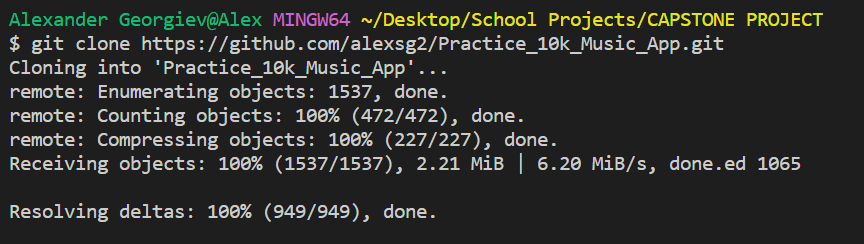 Alexander Georgiev@Alex MINGW64 ~/Desktop/School Projects/CAPSTONE PROJECT
$ git clone https://github.com/alexsg2/Practice_10k_Music_App.git
Cloning into 'Practice_10k_Music_App'...
remote: Enumerating objects: 1537, done.
remote: Counting objects: 100% (472/472), done.
remote: Compressing objects: 100% (227/227), done.
Receiving objects: 100% (1537/1537), 2.21 MiB | 6.20 MiB/s, done.ed 1065
Resolving deltas: 100% (949/949), done.